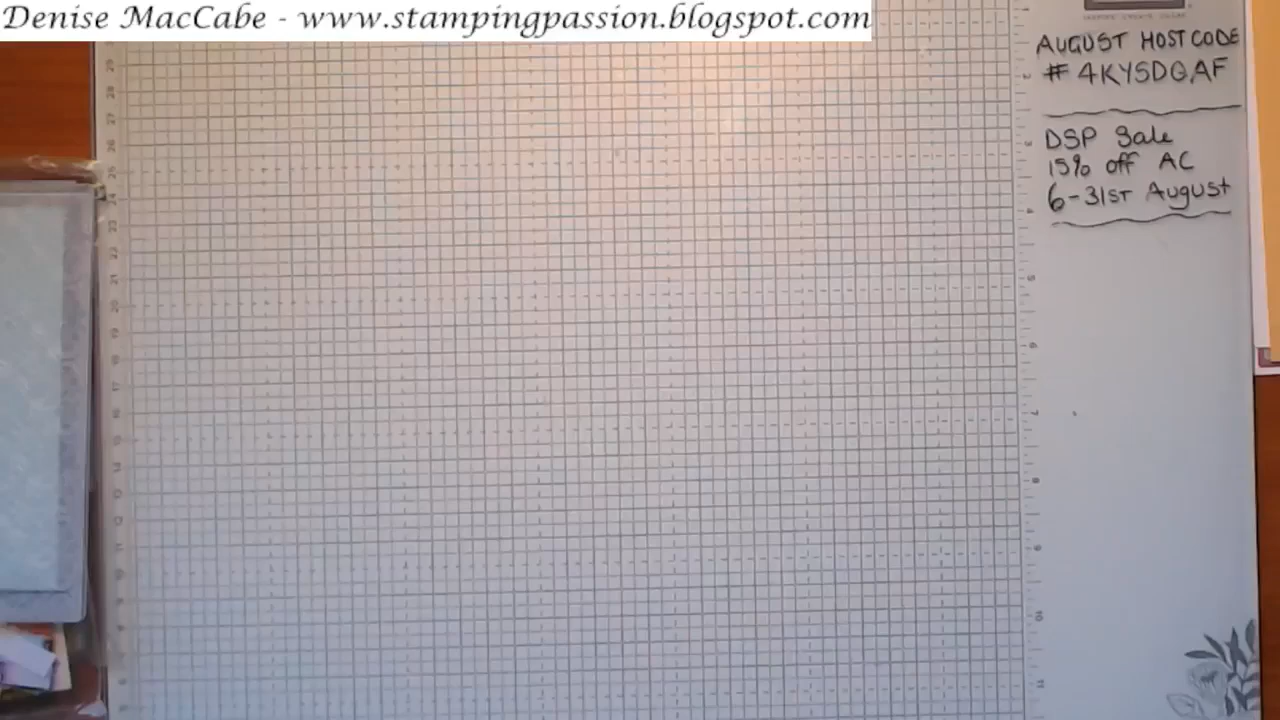 Denise MacCabe - www.stampingpassion.blogspot.com
AUGUST HOST CODE
# 4KYSDGAF
DSP Sale
15% off AC
6-31ST August